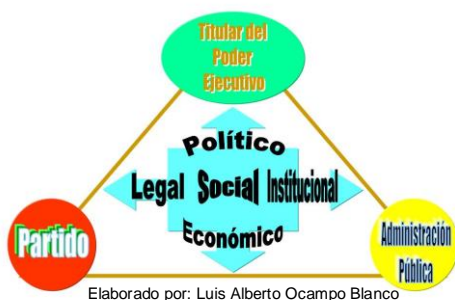 Titular del
Poder
Ejecutivo
Político
Legal Social Institucional
Económico
Partido
Administración
Pública
Elaborado por: Luis Alberto Ocampo Blanco